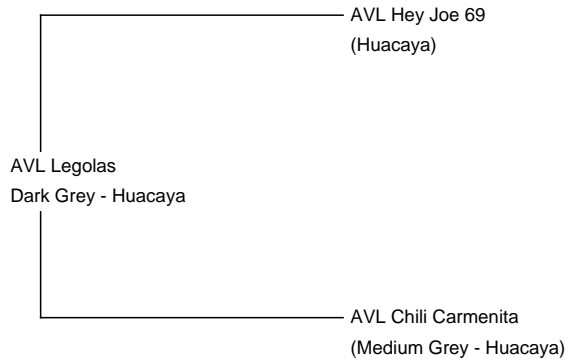 AVL Hey Joe 69
(Huacaya)
AVL Legolas
Dark Grey - Huacaya
AVL Chili Carmenita
(Medium Grey - Huacaya)